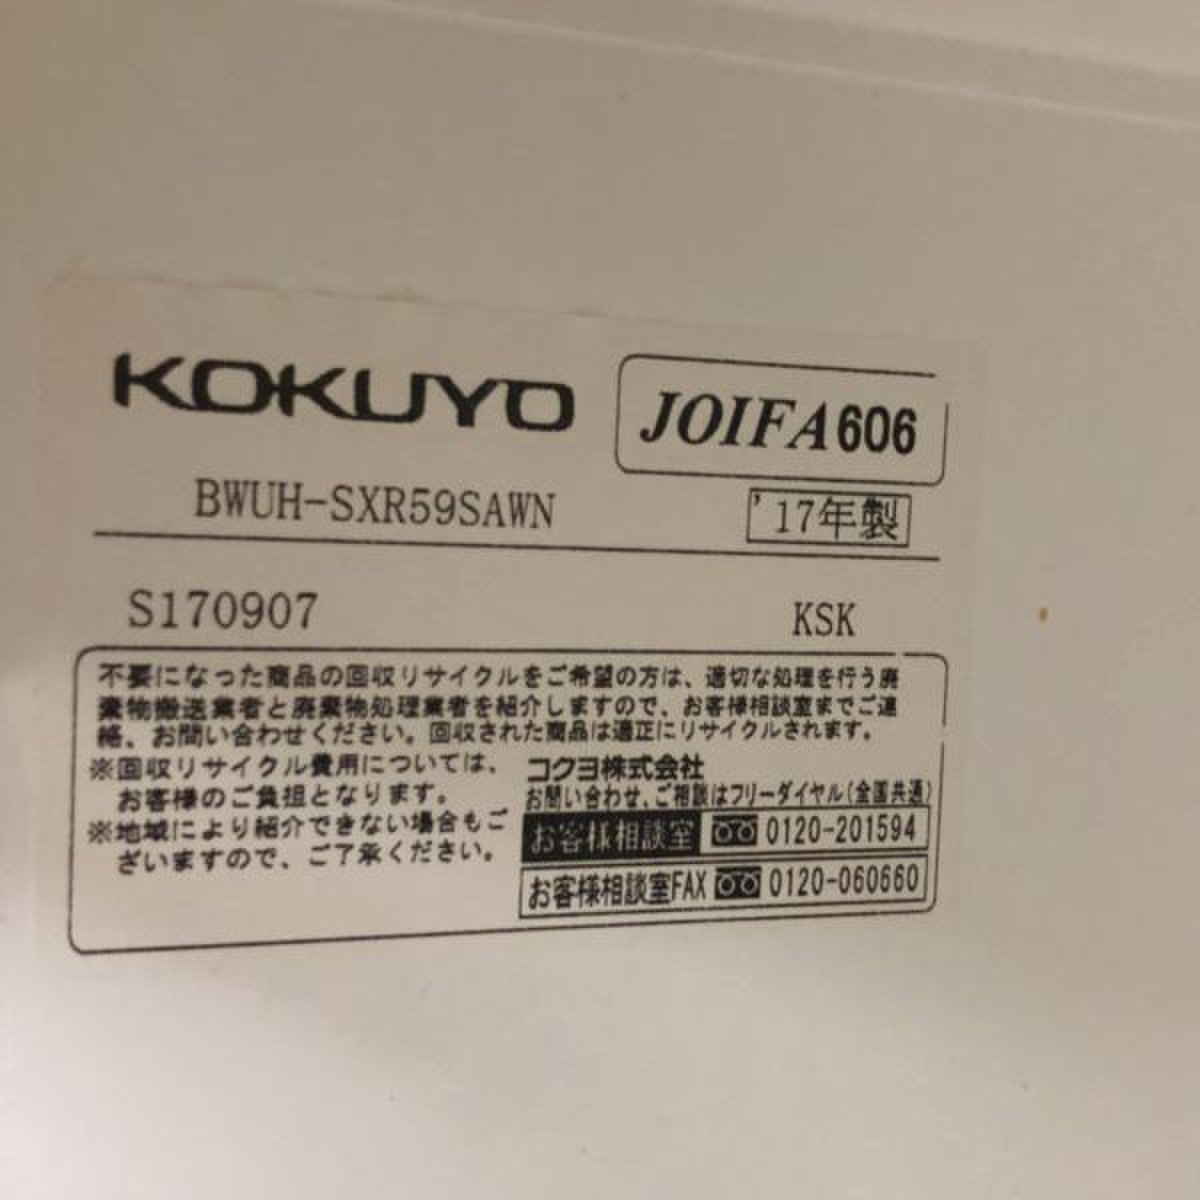 KOKUYO
JOIFA606
BWUH-SXR59SAWN
'17年製
S170907
KSK
不要になった商品の回収リサイクルをご希望の方は、適切な処理を行う廃
棄物搬送業者と廃棄物処理業者を紹介しますので、お客様相談室までご連
絡、お問い合わせください。回収された商品は適正にリサイクルされます。
※回収リサイクル費用については、
お客様のご負担となります。
※地域により紹介できない場合もご
ざいますので、ご了承ください。
コクヨ株式会社
お問い合わせ、ご相談はフリーダイヤル(全国共通)
お客様相談室 0120-201594
お客様相談室FAX 0120-060660